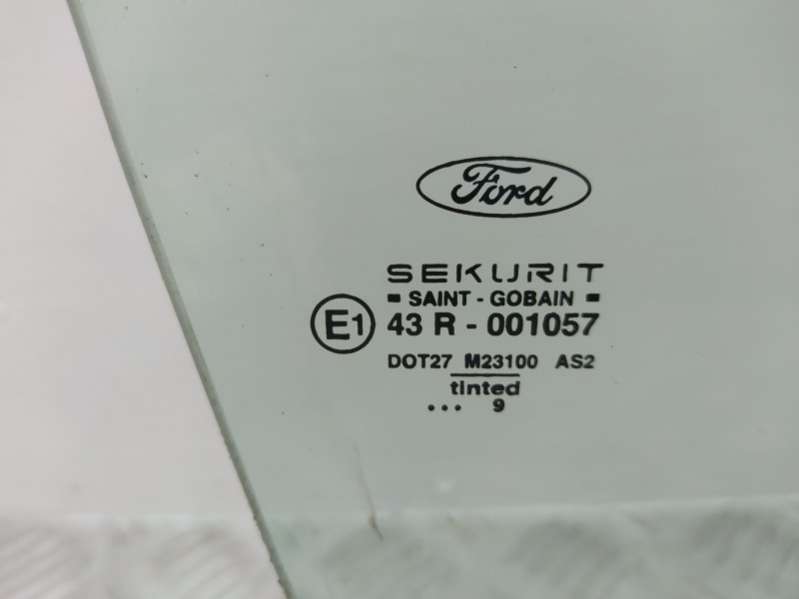 Ford
SEKURIT
SAINT - GOBAIN
E1 43 R - 001057
DOT27 M23100 AS2
tinted
... 9